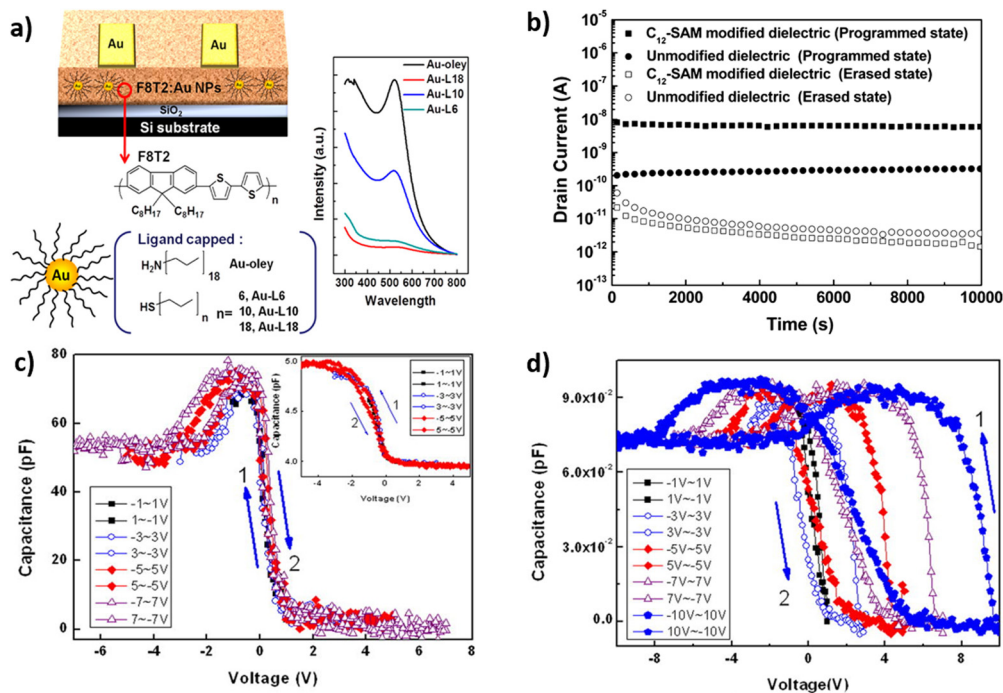 a)
Au
Au
Au
Au
Au
Au
F8T2:Au NPs
SiO2
Si substrate
F8T2
S
S
n
C8H17 C8H17
Au
Ligand capped :
H2N 18 Au-oley
HS n n= 6, Au-L6
10, Au-L10
18, Au-L18
Au-oley
Au-L18
Au-L10
Au-L6
Intensity (a.u.)
300 400 500 600 700 800
Wavelength
b)
C12-SAM modified dielectric (Programmed state)
Unmodified dielectric (Programmed state)
C12-SAM modified dielectric (Erased state)
Unmodified dielectric (Erased state)
Drain Current (A)
10-5
10-6
10-7
10-8
10-9
10-10
10-11
10-12
10-13
0 2000 4000 6000 8000 10000
Time (s)
c)
Capacitance (pF)
80
60
40
20
0
-6 -4 -2 0 2 4 6 8
Voltage (V)
1
2
-1~1V
1~-1V
-3~3V
3~-3V
-5~5V
5~-5V
-7~7V
7~-7V
Capacitance (pF)
5.0
4.5
4.0
-4 -2 0 2 4
Voltage (V)
1
2
-1~1V
1~-1V
-3~3V
3~-3V
-5~5V
5~-5V
d)
Capacitance (pF)
9.0x10-2
6.0x10-2
3.0x10-2
0.0
-8 -4 0 4 8
Voltage(V)
1
2
-1V~1V
1V~-1V
-3V~3V
3V~-3V
-5V~5V
5V~-5V
-7V~7V
7V~-7V
-10V~10V
10V~-10V